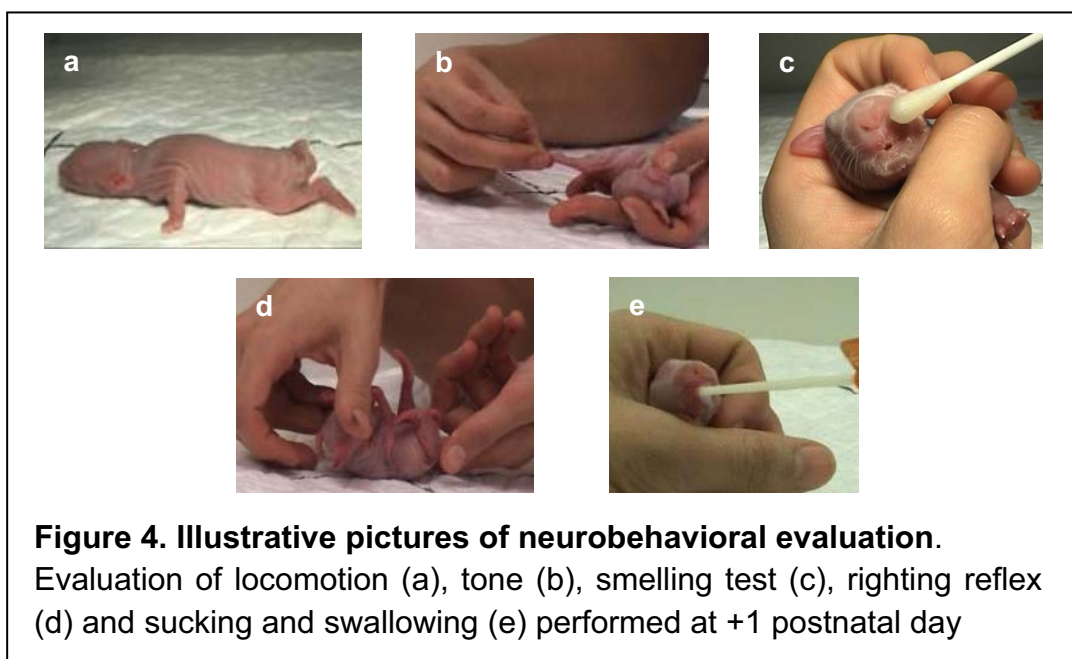 a
b
c
d
e
Figure 4. Illustrative pictures of neurobehavioral evaluation.
Evaluation of locomotion (a), tone (b), smelling test (c), righting reflex
(d) and sucking and swallowing (e) performed at +1 postnatal day